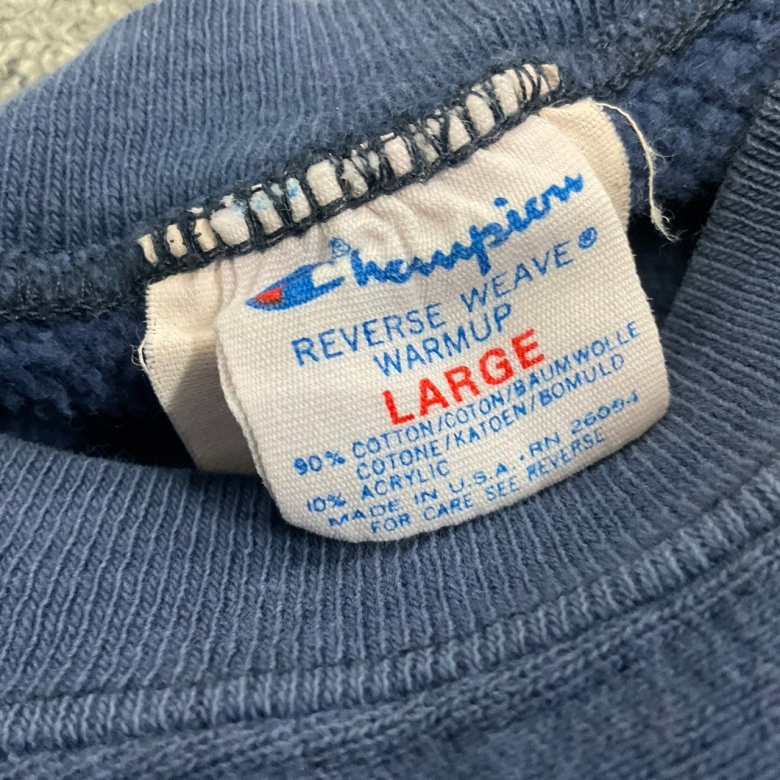 Champion
REVERSE WEAVE®
WARMUP
LARGE
90% COTTON/COTON/BAUMWOLLE
COTONE/KATOEN/BOMULD
10% ACRYLIC
MADE IN U.S.A. · RN 26094
FOR CARE SEE REVERSE